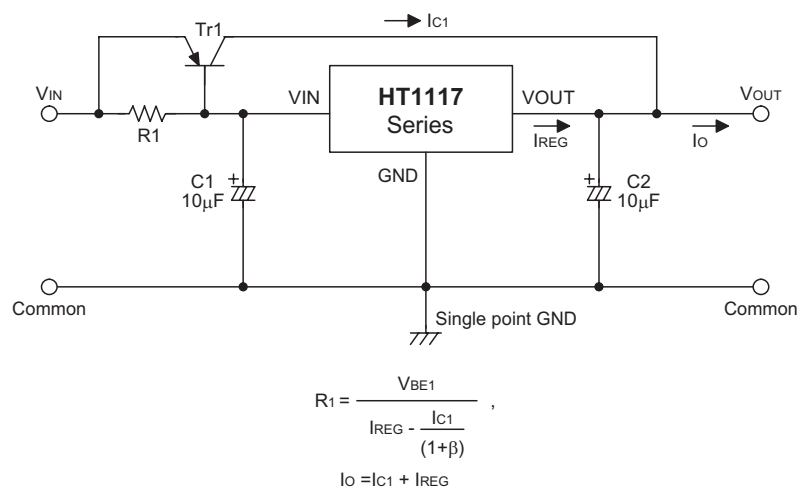 Tr1
IC1
VIN
R1
VIN
HT1117
Series
VOUT
IREG
IO
VOUT
GND
C1
10μF
+
+
C2
10μF
Common
Single point GND
Common
R1 = VBE1 / (IREG - IC1 / (1+β)) ,
IO =IC1 + IREG